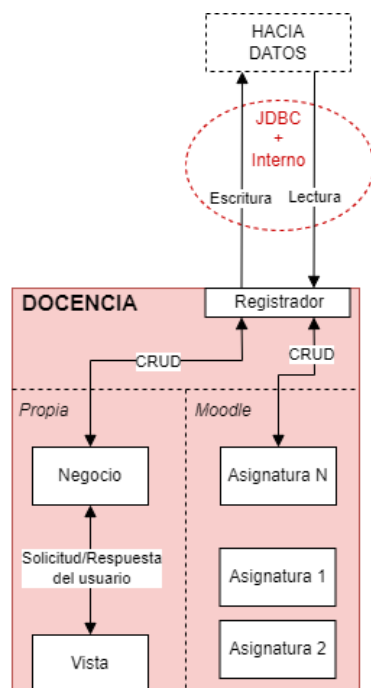 HACIA
DATOS
JDBC
+
Interno
Escritura
Lectura
DOCENCIA
Registrador
CRUD
CRUD
Propia
Moodle
Negocio
Asignatura N
Solicitud/Respuesta
del usuario
Asignatura 1
Asignatura 2
Vista